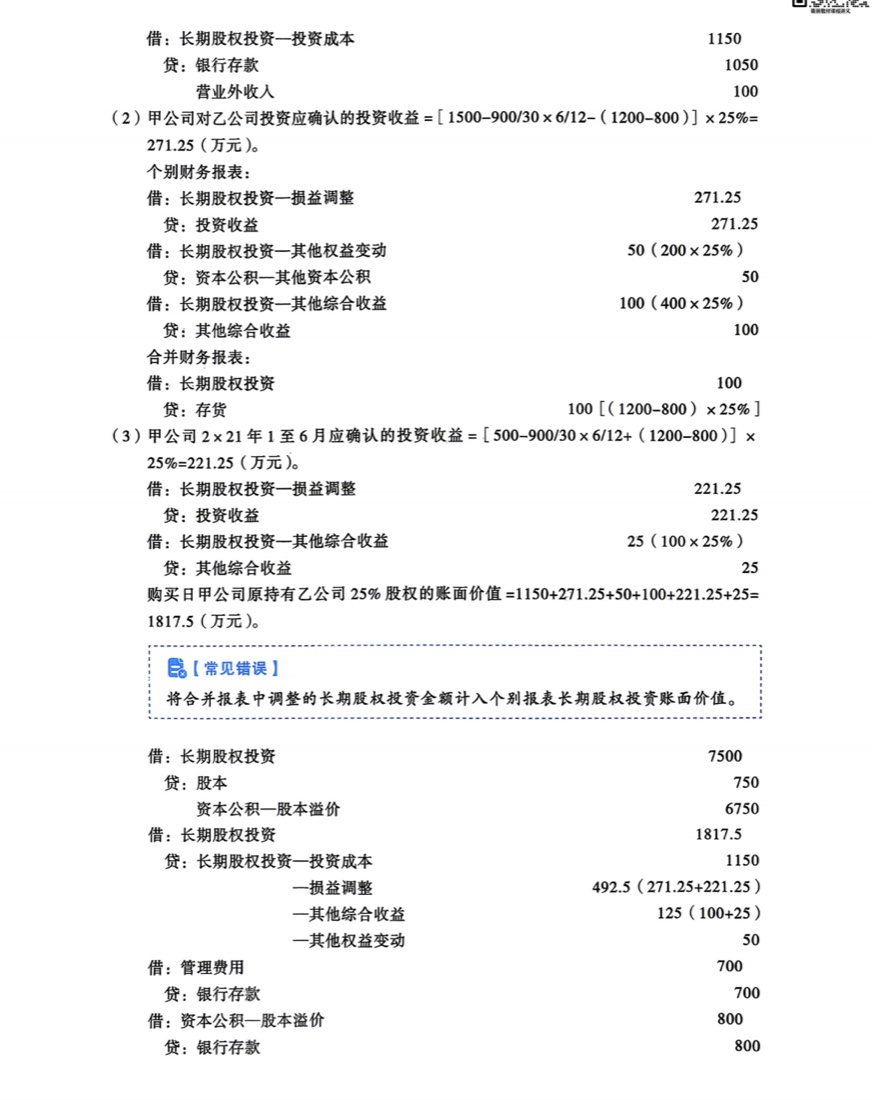 借：长期股权投资—投资成本 1150
贷：银行存款 1050
营业外收入 100
（2）甲公司对乙公司投资应确认的投资收益 =［1500−900/30×6/12−（1200−800）］×25%=
271.25（万元）。
个别财务报表：
借：长期股权投资—损益调整 271.25
贷：投资收益 271.25
借：长期股权投资—其他权益变动 50（200×25%）
贷：资本公积—其他资本公积 50
借：长期股权投资—其他综合收益 100（400×25%）
贷：其他综合收益 100
合并财务报表：
借：长期股权投资 100
贷：存货 100［（1200−800）×25%］
（3）甲公司 2×21 年 1 至 6 月应确认的投资收益 =［500−900/30×6/12+（1200−800）］×
25%=221.25（万元）。
借：长期股权投资—损益调整 221.25
贷：投资收益 221.25
借：长期股权投资—其他综合收益 25（100×25%）
贷：其他综合收益 25
购买日甲公司原持有乙公司 25% 股权的账面价值 =1150+271.25+50+100+221.25+25=
1817.5（万元）。
【常见错误】
将合并报表中调整的长期股权投资金额计入个别报表长期股权投资账面价值。
借：长期股权投资 7500
贷：股本 750
资本公积—股本溢价 6750
借：长期股权投资 1817.5
贷：长期股权投资—投资成本 1150
—损益调整 492.5（271.25+221.25）
—其他综合收益 125（100+25）
—其他权益变动 50
借：管理费用 700
贷：银行存款 700
借：资本公积—股本溢价 800
贷：银行存款 800